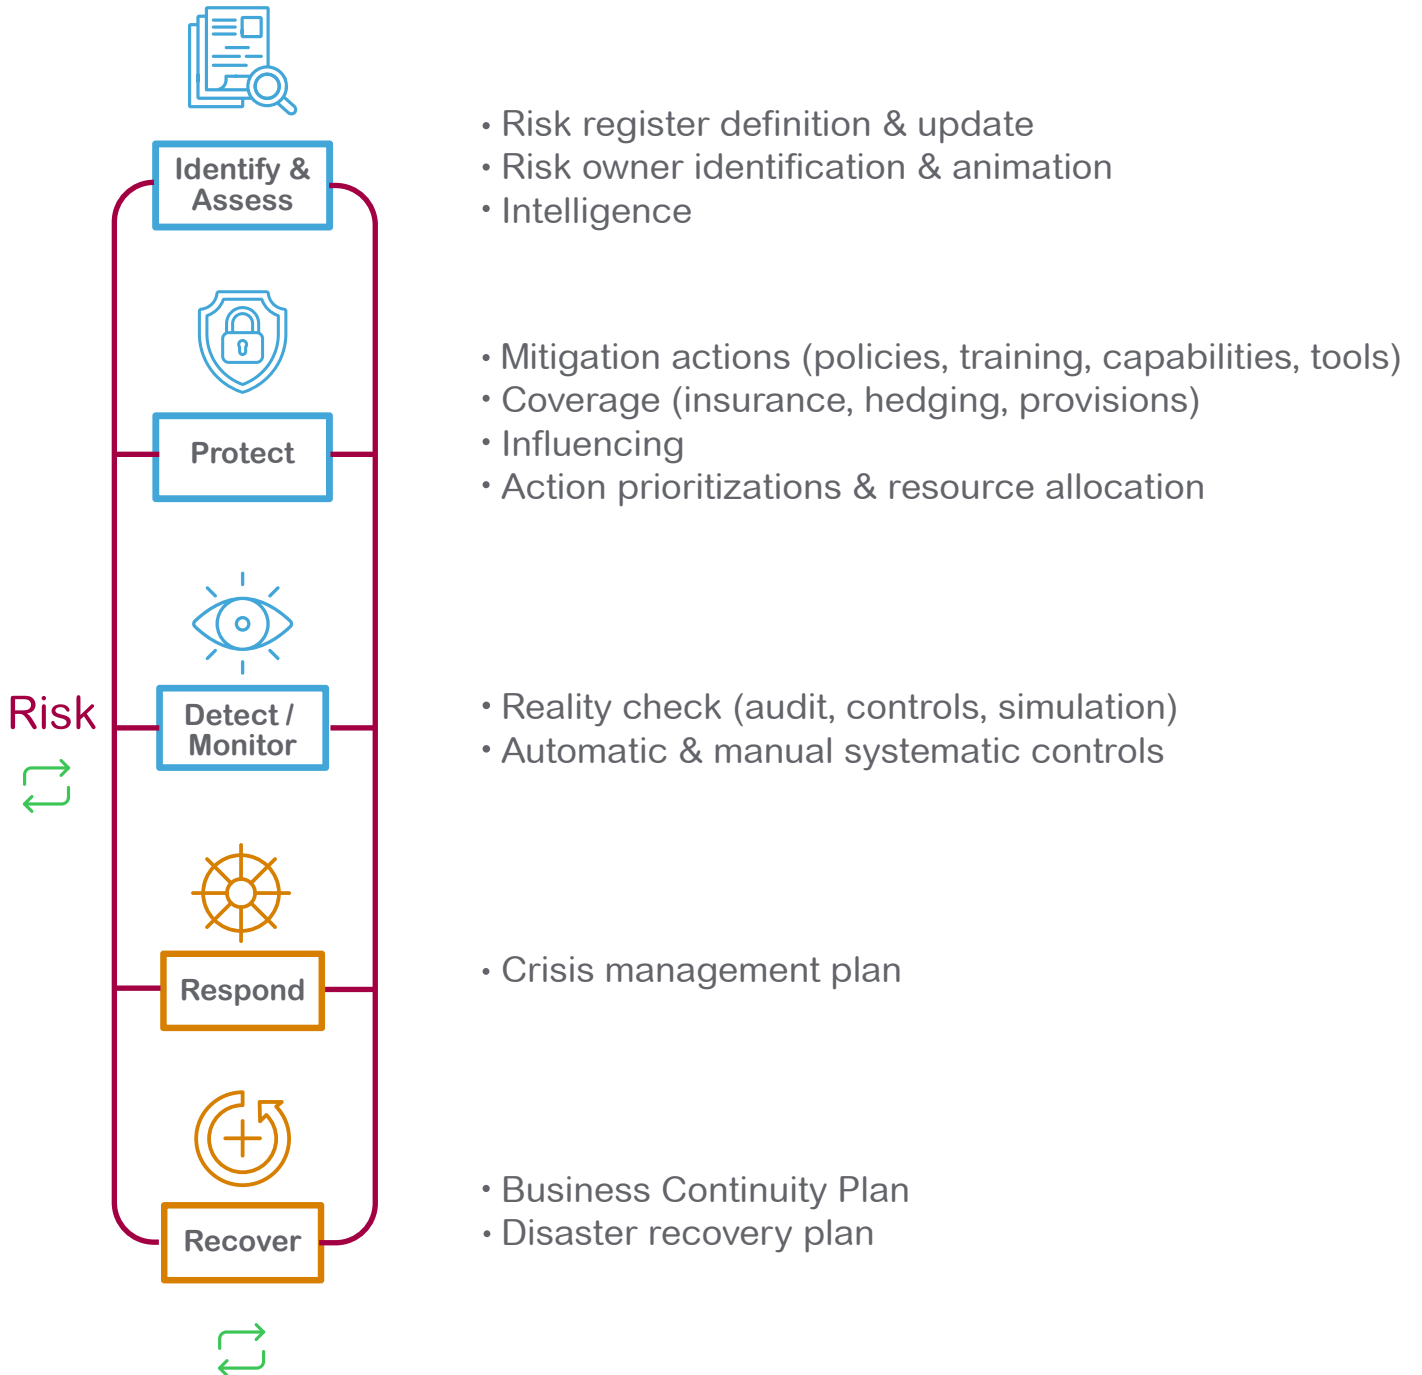 Identify &
Assess
• Risk register definition & update
• Risk owner identification & animation
• Intelligence
Protect
• Mitigation actions (policies, training, capabilities, tools)
• Coverage (insurance, hedging, provisions)
• Influencing
• Action prioritizations & resource allocation
Risk
Detect /
Monitor
• Reality check (audit, controls, simulation)
• Automatic & manual systematic controls
Respond
• Crisis management plan
Recover
• Business Continuity Plan
• Disaster recovery plan